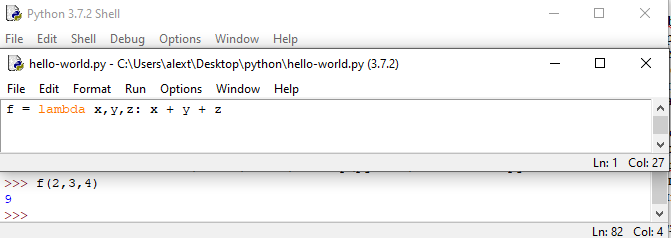 Python 3.7.2 Shell
File Edit Shell Debug Options Window Help
hello-world.py - C:\Users\alext\Desktop\python\hello-world.py (3.7.2)
File Edit Format Run Options Window Help
f = lambda x,y,z: x + y + z
Ln: 1 Col: 27
>>> f(2,3,4)
9
>>>
Ln: 82 Col: 4